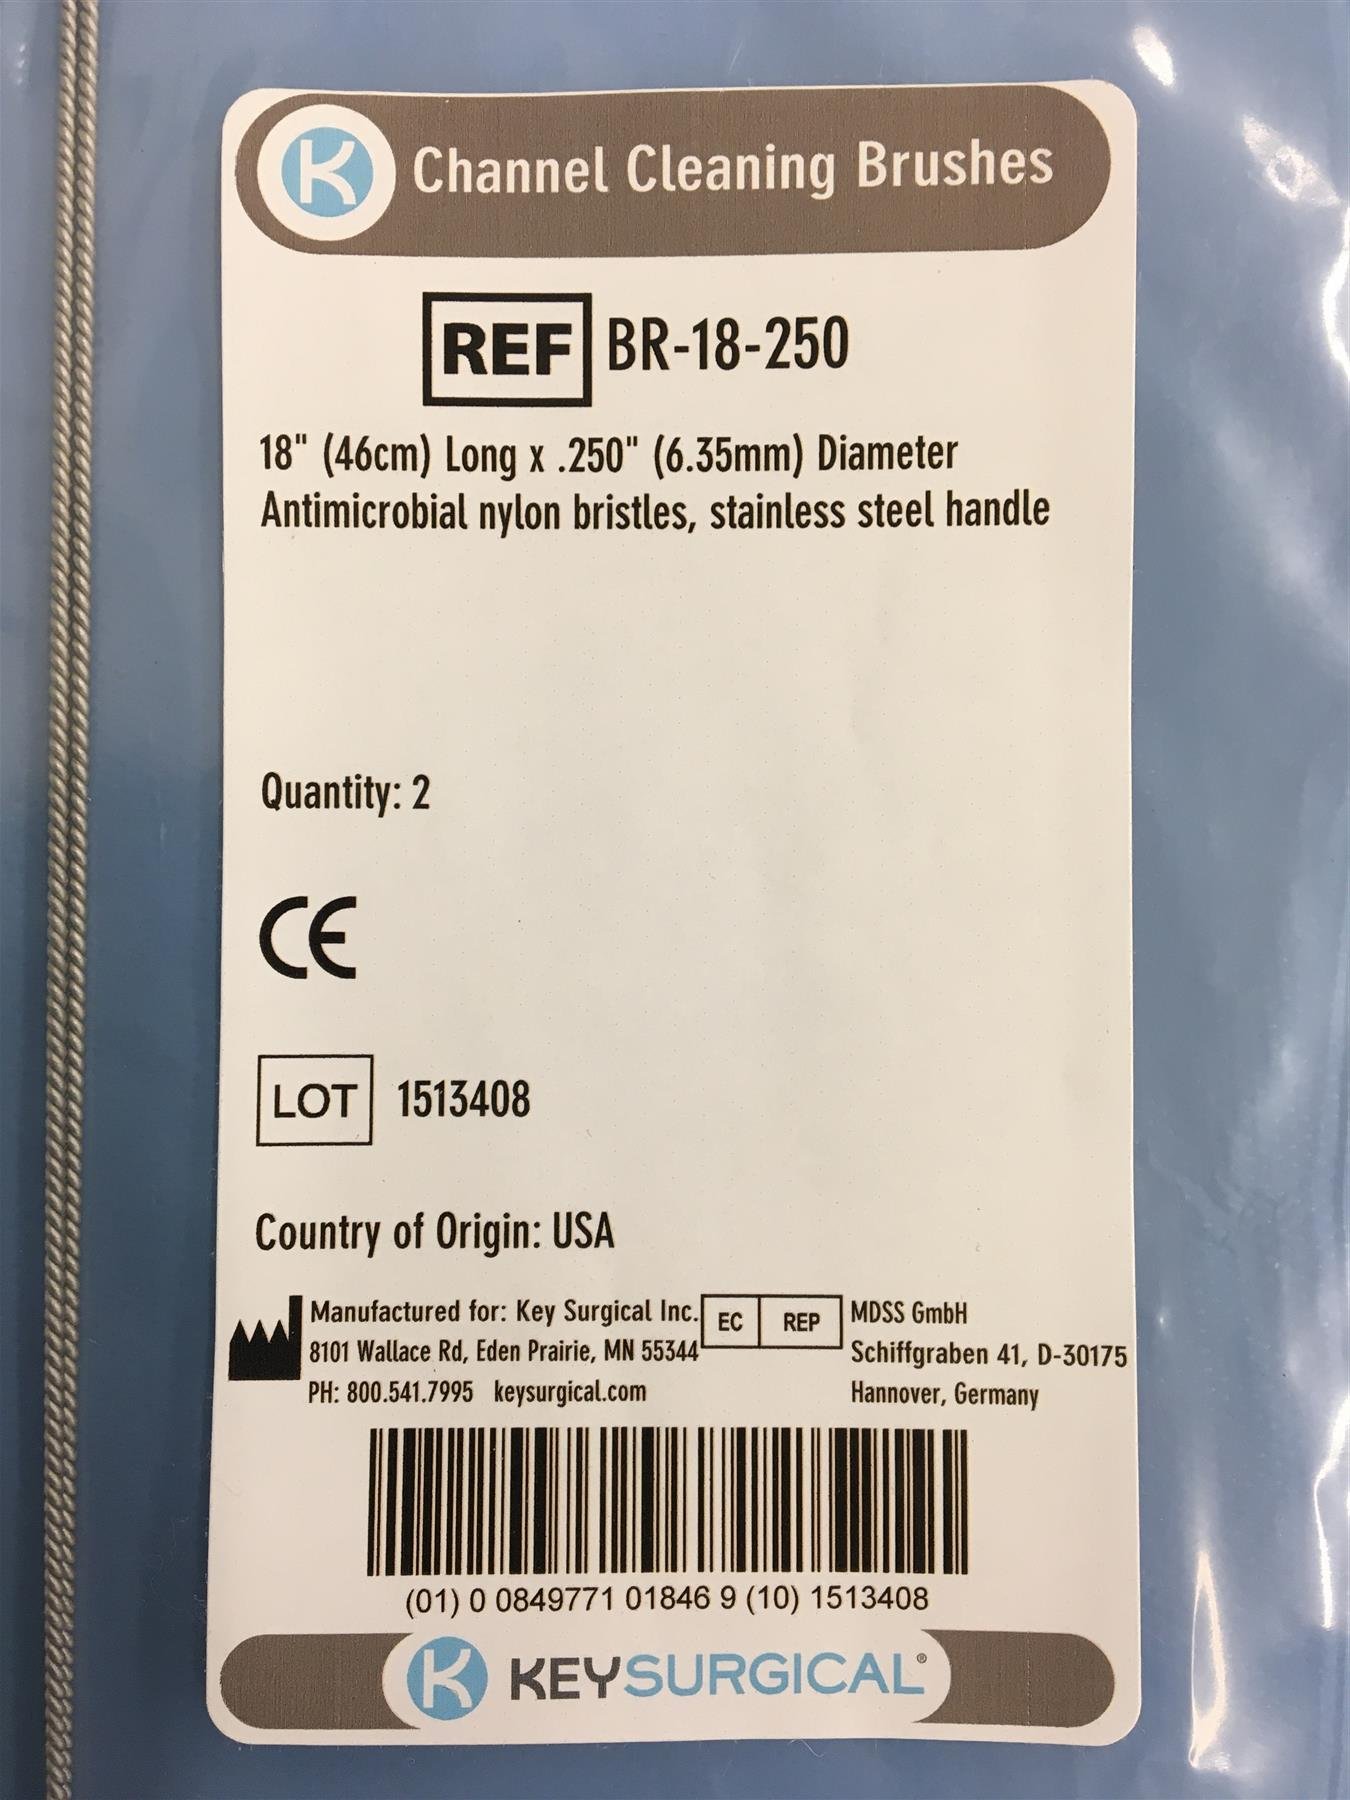 K Channel Cleaning Brushes
REF BR-18-250
18" (46cm) Long x .250" (6.35mm) Diameter
Antimicrobial nylon bristles, stainless steel handle
Quantity: 2
CE
LOT 1513408
Country of Origin: USA
Manufactured for: Key Surgical Inc.
8101 Wallace Rd, Eden Prairie, MN 55344
PH: 800.541.7995 keysurgical.com
EC REP MDSS GmbH
Schiffgraben 41, D-30175
Hannover, Germany
(01) 0 0849771 01846 9 (10) 1513408
K KEYSURGICAL®